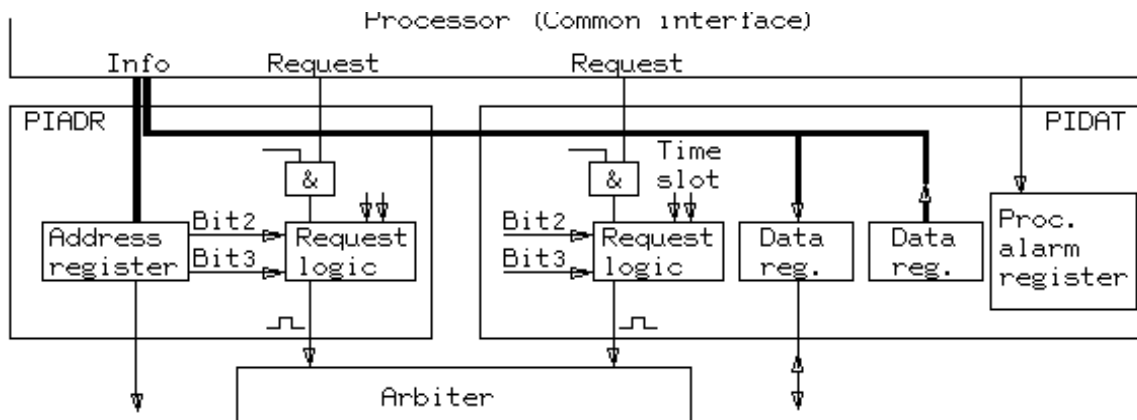 Processor (Common interface)
Info Request Request
PIADR PIDAT
& & Time slot
Address register Bit2 Bit3 Request logic
Bit2 Bit3 Request logic
Data reg.
Data reg.
Proc. alarm register
Arbiter